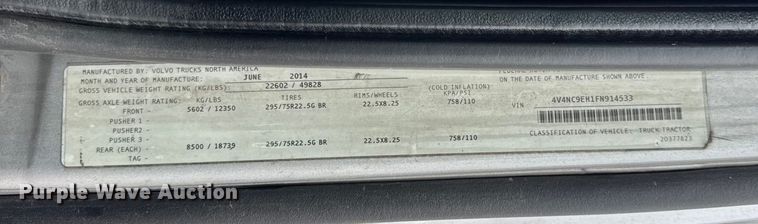 MANUFACTURED BY: VOLVO TRUCKS NORTH AMERICA
MONTH AND YEAR OF MANUFACTURE: JUNE 2014
GROSS VEHICLE WEIGHT RATING (KG/LBS): 22602 / 49828
GROSS AXLE WEIGHT RATING: KG/LBS TIRES RIMS/WHEELS (COLD INFLATION) KPA/PSI
FRONT - 5602 / 12350 295/75R22.5G BR 22.5X8.25 758/110
PUSHER 1 -
PUSHER2 -
PUSHER 3 -
REAR (EACH) - 8500 / 18739 295/75R22.5G BR 22.5X8.25 758/110
TAG -
ON THE DATE OF MANUFACTURE SHOWN ABOVE.
VIN 4V4NC9EH1FN914533
CLASSIFICATION OF VEHICLE: TRUCK TRACTOR
20377823
Purple Wave Auction